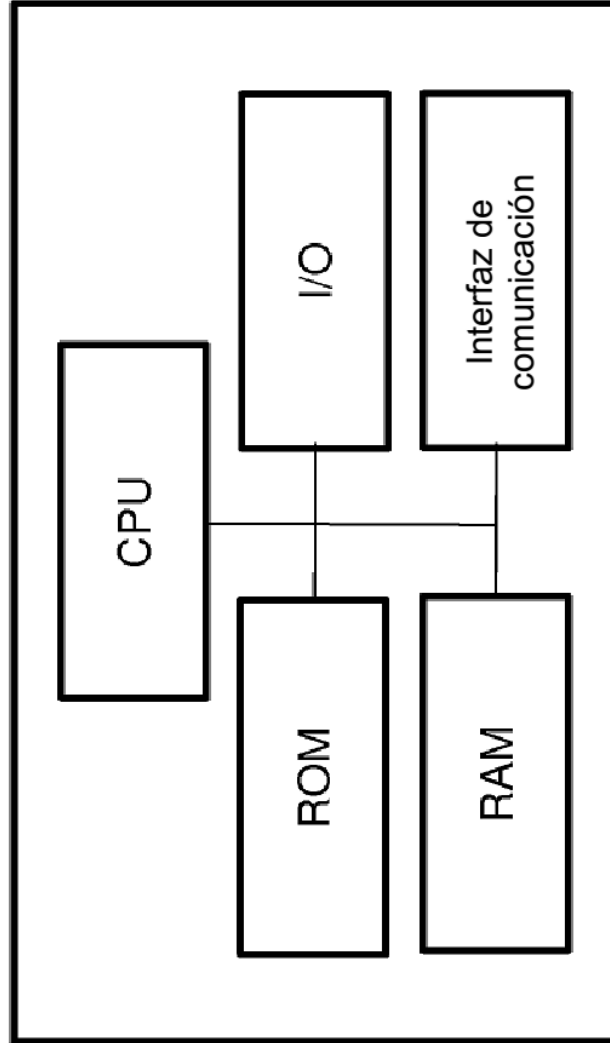 CPU
ROM
I/O
RAM
Interfaz de
comunicación